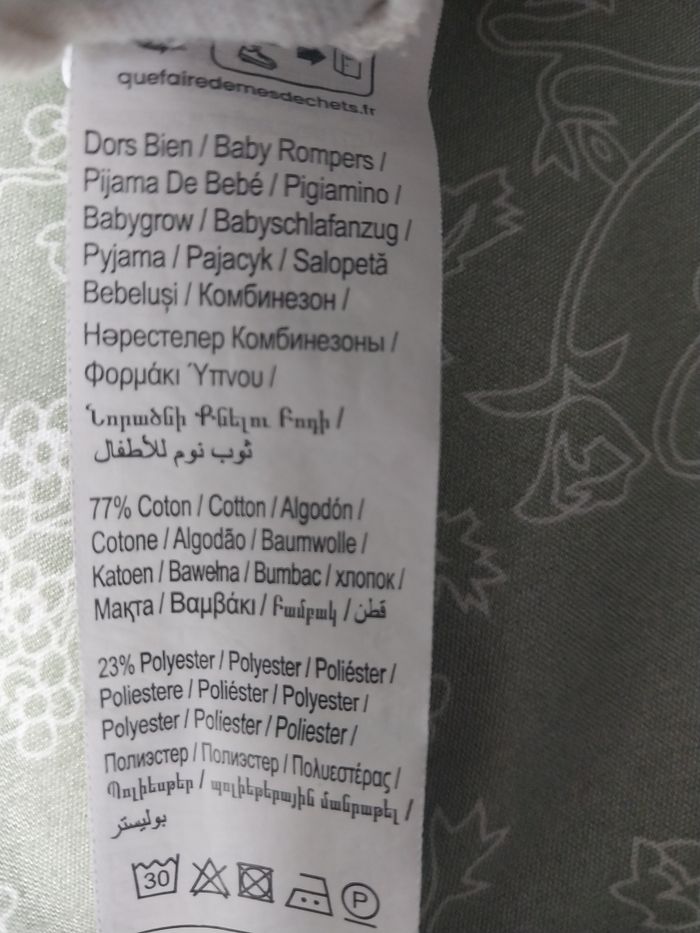 quefairedemesdechets.fr
Dors Bien / Baby Rompers /
Pijama De Bebé / Pigiamino /
Babygrow / Babyschlafanzug /
Pyjama / Pajacyk / Salopetă
Bebeluși / Комбинезон /
Нәрестелер Комбинезоны /
Φορμάκι Ύπνου /
Նորածնի Քնելու Բոդի /
ثوب نوم للأطفال
77% Coton / Cotton / Algodón /
Cotone / Algodão / Baumwolle /
Katoen / Bawełna / Bumbac / хлопок /
Мақта / Βαμβάκι / Բամբակ / قطن
23% Polyester / Polyester / Poliéster /
Poliestere / Poliéster / Polyester /
Polyester / Poliester / Poliester /
Полиэстер / Полиэстер / Πολυεστέρας /
Պոլիեսթեր / պոլիեթերային մանրաթել /
بوليستر
30 P